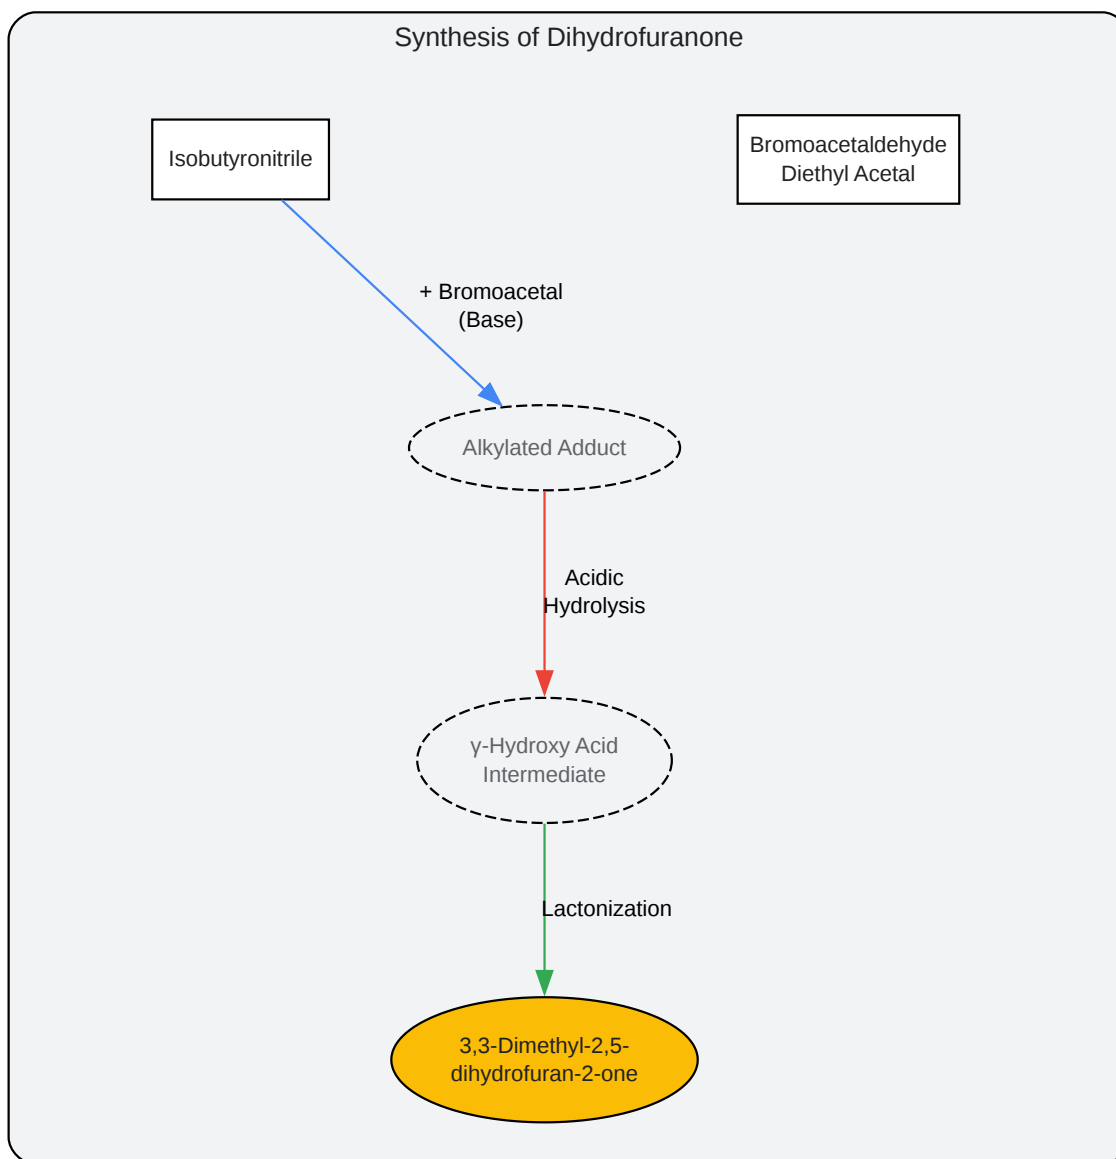 Synthesis of Dihydrofuranone
Isobutyronitrile
Bromoacetaldehyde
Diethyl Acetal
+ Bromoacetal
(Base)
Alkylated Adduct
Acidic
Hydrolysis
γ-Hydroxy Acid
Intermediate
Lactonization
3,3-Dimethyl-2,5-
dihydrofuran-2-one